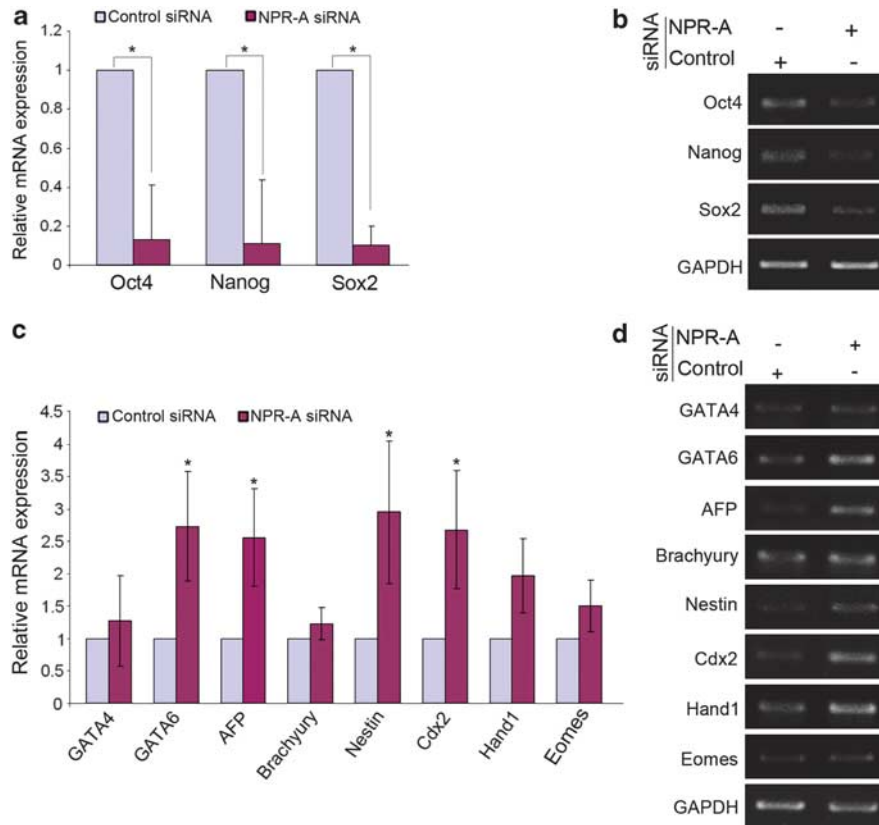 a
Control siRNA NPR-A siRNA
Relative mRNA expression
1.2
1
0.8
0.6
0.4
0.2
0
* * *
Oct4 Nanog Sox2
b
siRNA
NPR-A - +
Control + -
Oct4
Nanog
Sox2
GAPDH
c
Control siRNA NPR-A siRNA
Relative mRNA expression
4.5
4
3.5
3
2.5
2
1.5
1
0.5
0
* * * *
GATA4 GATA6 AFP Brachyury Nestin Cdx2 Hand1 Eomes
d
siRNA
NPR-A - +
Control + -
GATA4
GATA6
AFP
Brachyury
Nestin
Cdx2
Hand1
Eomes
GAPDH